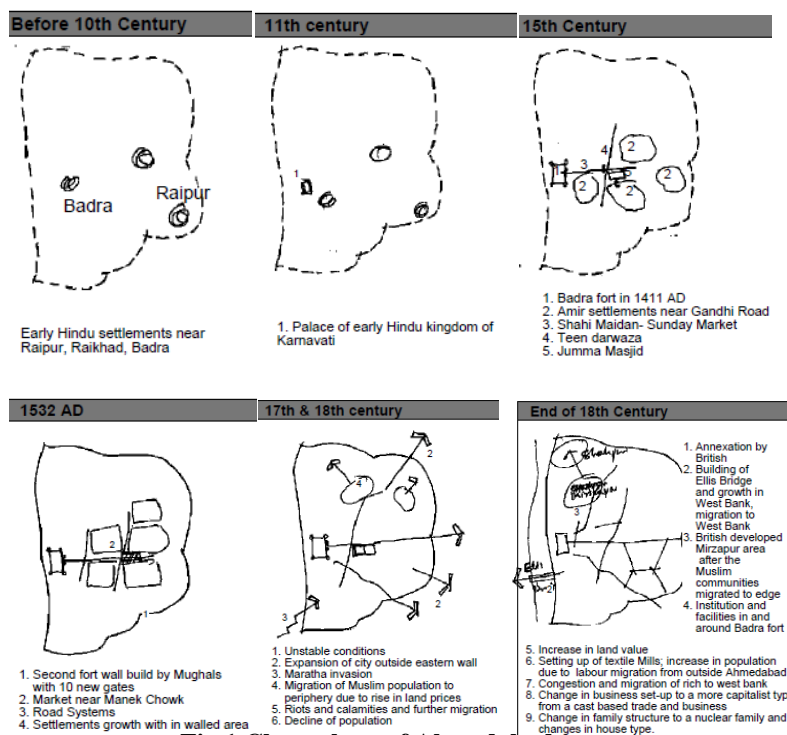 Before 10th Century
Badra
Raipur
Early Hindu settlements near
Raipur, Raikhad, Badra
11th century
1
1. Palace of early Hindu kingdom of
Karnavati
15th Century
1
2
3
4
5
2
2
2
1. Badra fort in 1411 AD
2. Amir settlements near Gandhi Road
3. Shahi Maidan- Sunday Market
4. Teen darwaza
5. Jumma Masjid
1532 AD
2
1
1. Second fort wall build by Mughals
with 10 new gates
2. Market near Manek Chowk
3. Road Systems
4. Settlements growth with in walled area
17th & 18th century
2
4
2
3
1. Unstable conditions
2. Expansion of city outside eastern wall
3. Maratha invasion
4. Migration of Muslim population to
periphery due to rise in land prices
5. Riots and calamities and further migration
6. Decline of population
End of 18th Century
3
2
1. Annexation by
British
2. Building of
Ellis Bridge
and growth in
West Bank,
migration to
West Bank
3. British developed
Mirzapur area
after the
Muslim
communities
migrated to edge
4. Institution and
facilities in and
around Badra fort
5. Increase in land value
6. Setting up of textile Mills; increase in population
due to labour migration from outside Ahmedabad
7. Congestion and migration of rich to west bank
8. Change in business set-up to a more capitalist typ
from a cast based trade and business
9. Change in family structure to a nuclear family and
changes in house type.